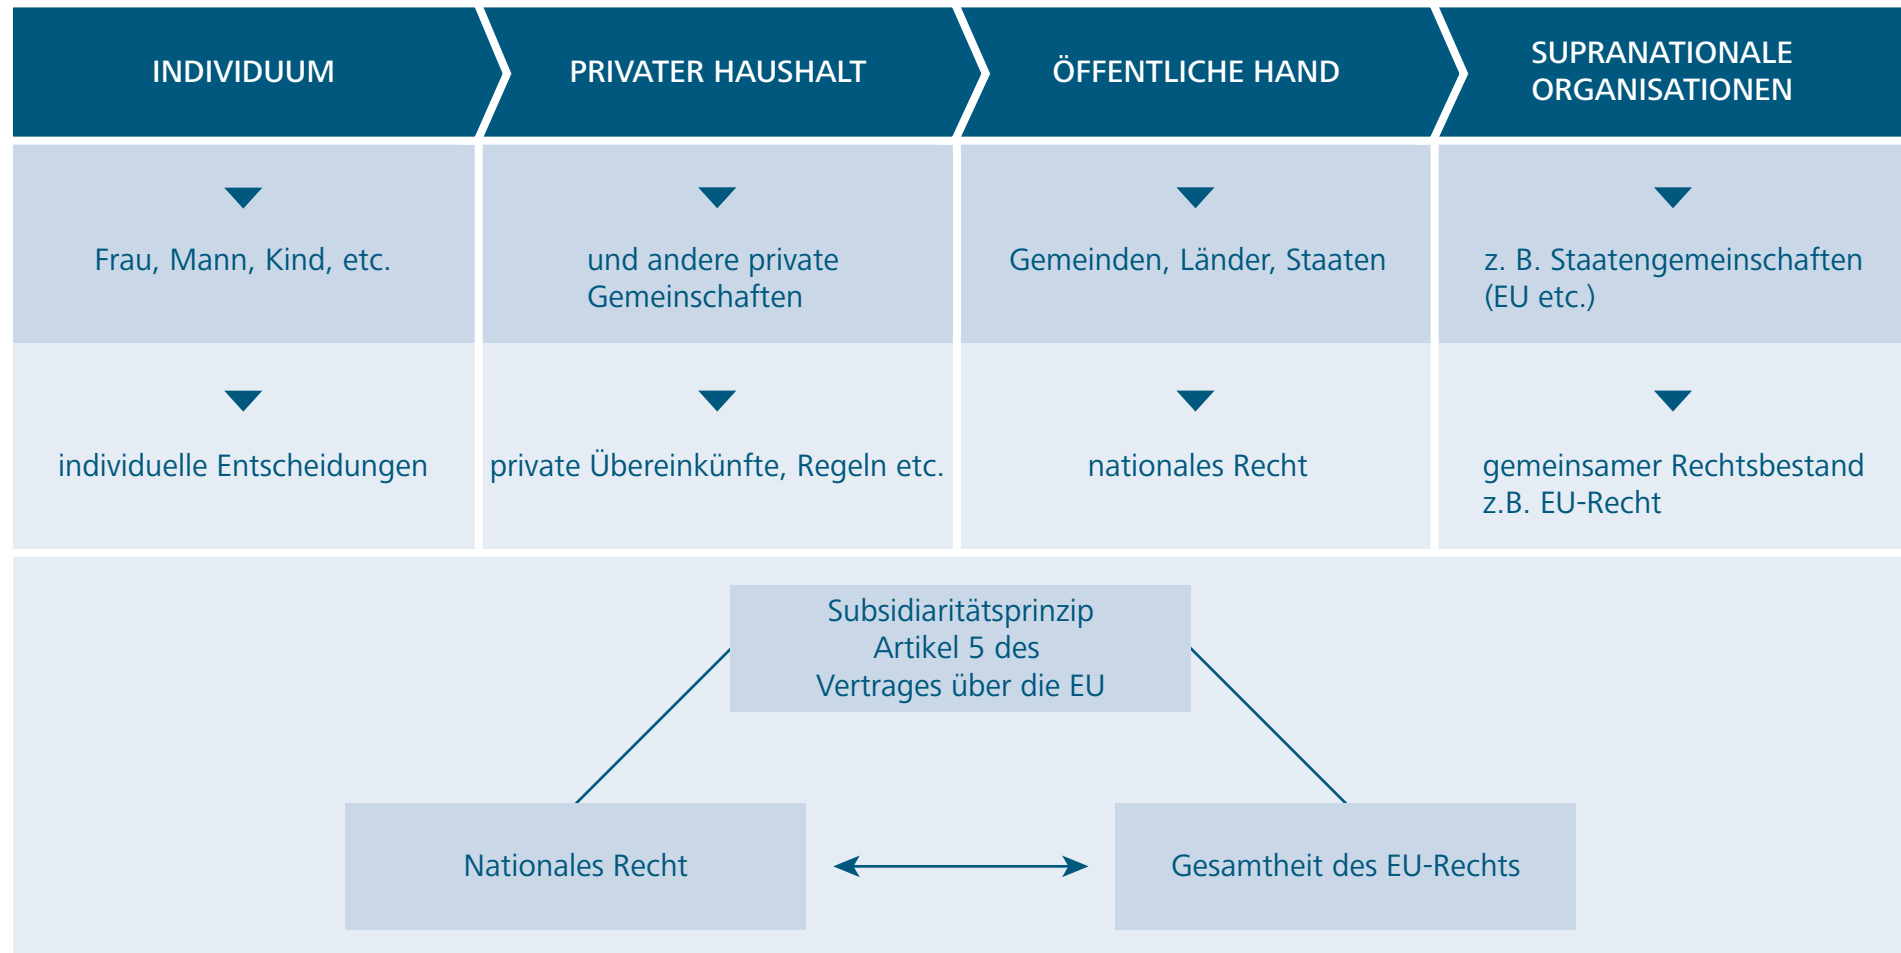 INDIVIDUUM
PRIVATER HAUSHALT
ÖFFENTLICHE HAND
SUPRANATIONALE
ORGANISATIONEN
Frau, Mann, Kind, etc.
und andere private
Gemeinschaften
Gemeinden, Länder, Staaten
z. B. Staatengemeinschaften
(EU etc.)
individuelle Entscheidungen
private Übereinkünfte, Regeln etc.
nationales Recht
gemeinsamer Rechtsbestand
z.B. EU-Recht
Subsidiaritätsprinzip
Artikel 5 des
Vertrages über die EU
Nationales Recht
Gesamtheit des EU-Rechts